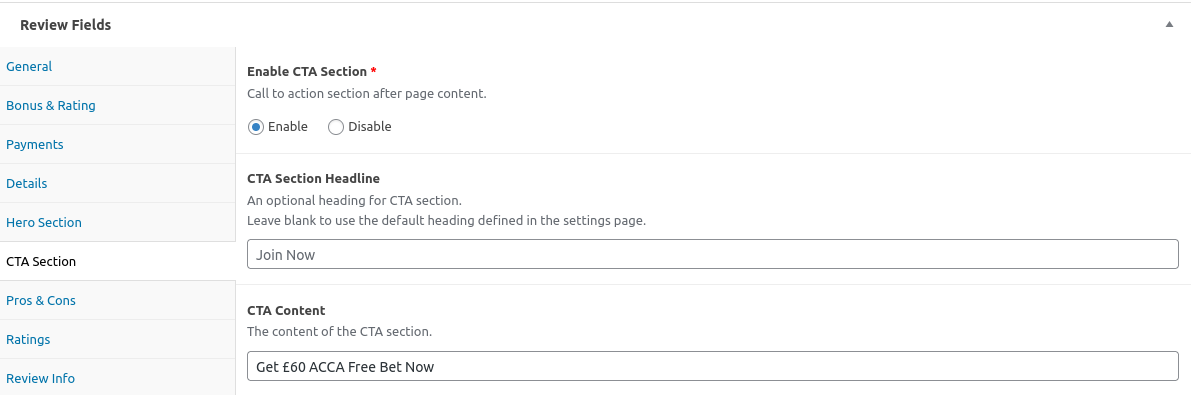 Review Fields
General
Bonus & Rating
Payments
Details
Hero Section
CTA Section
Pros & Cons
Ratings
Review Info
Enable CTA Section *
Call to action section after page content.
Enable Disable
CTA Section Headline
An optional heading for CTA section.
Leave blank to use the default heading defined in the settings page.
Join Now
CTA Content
The content of the CTA section.
Get £60 ACCA Free Bet Now